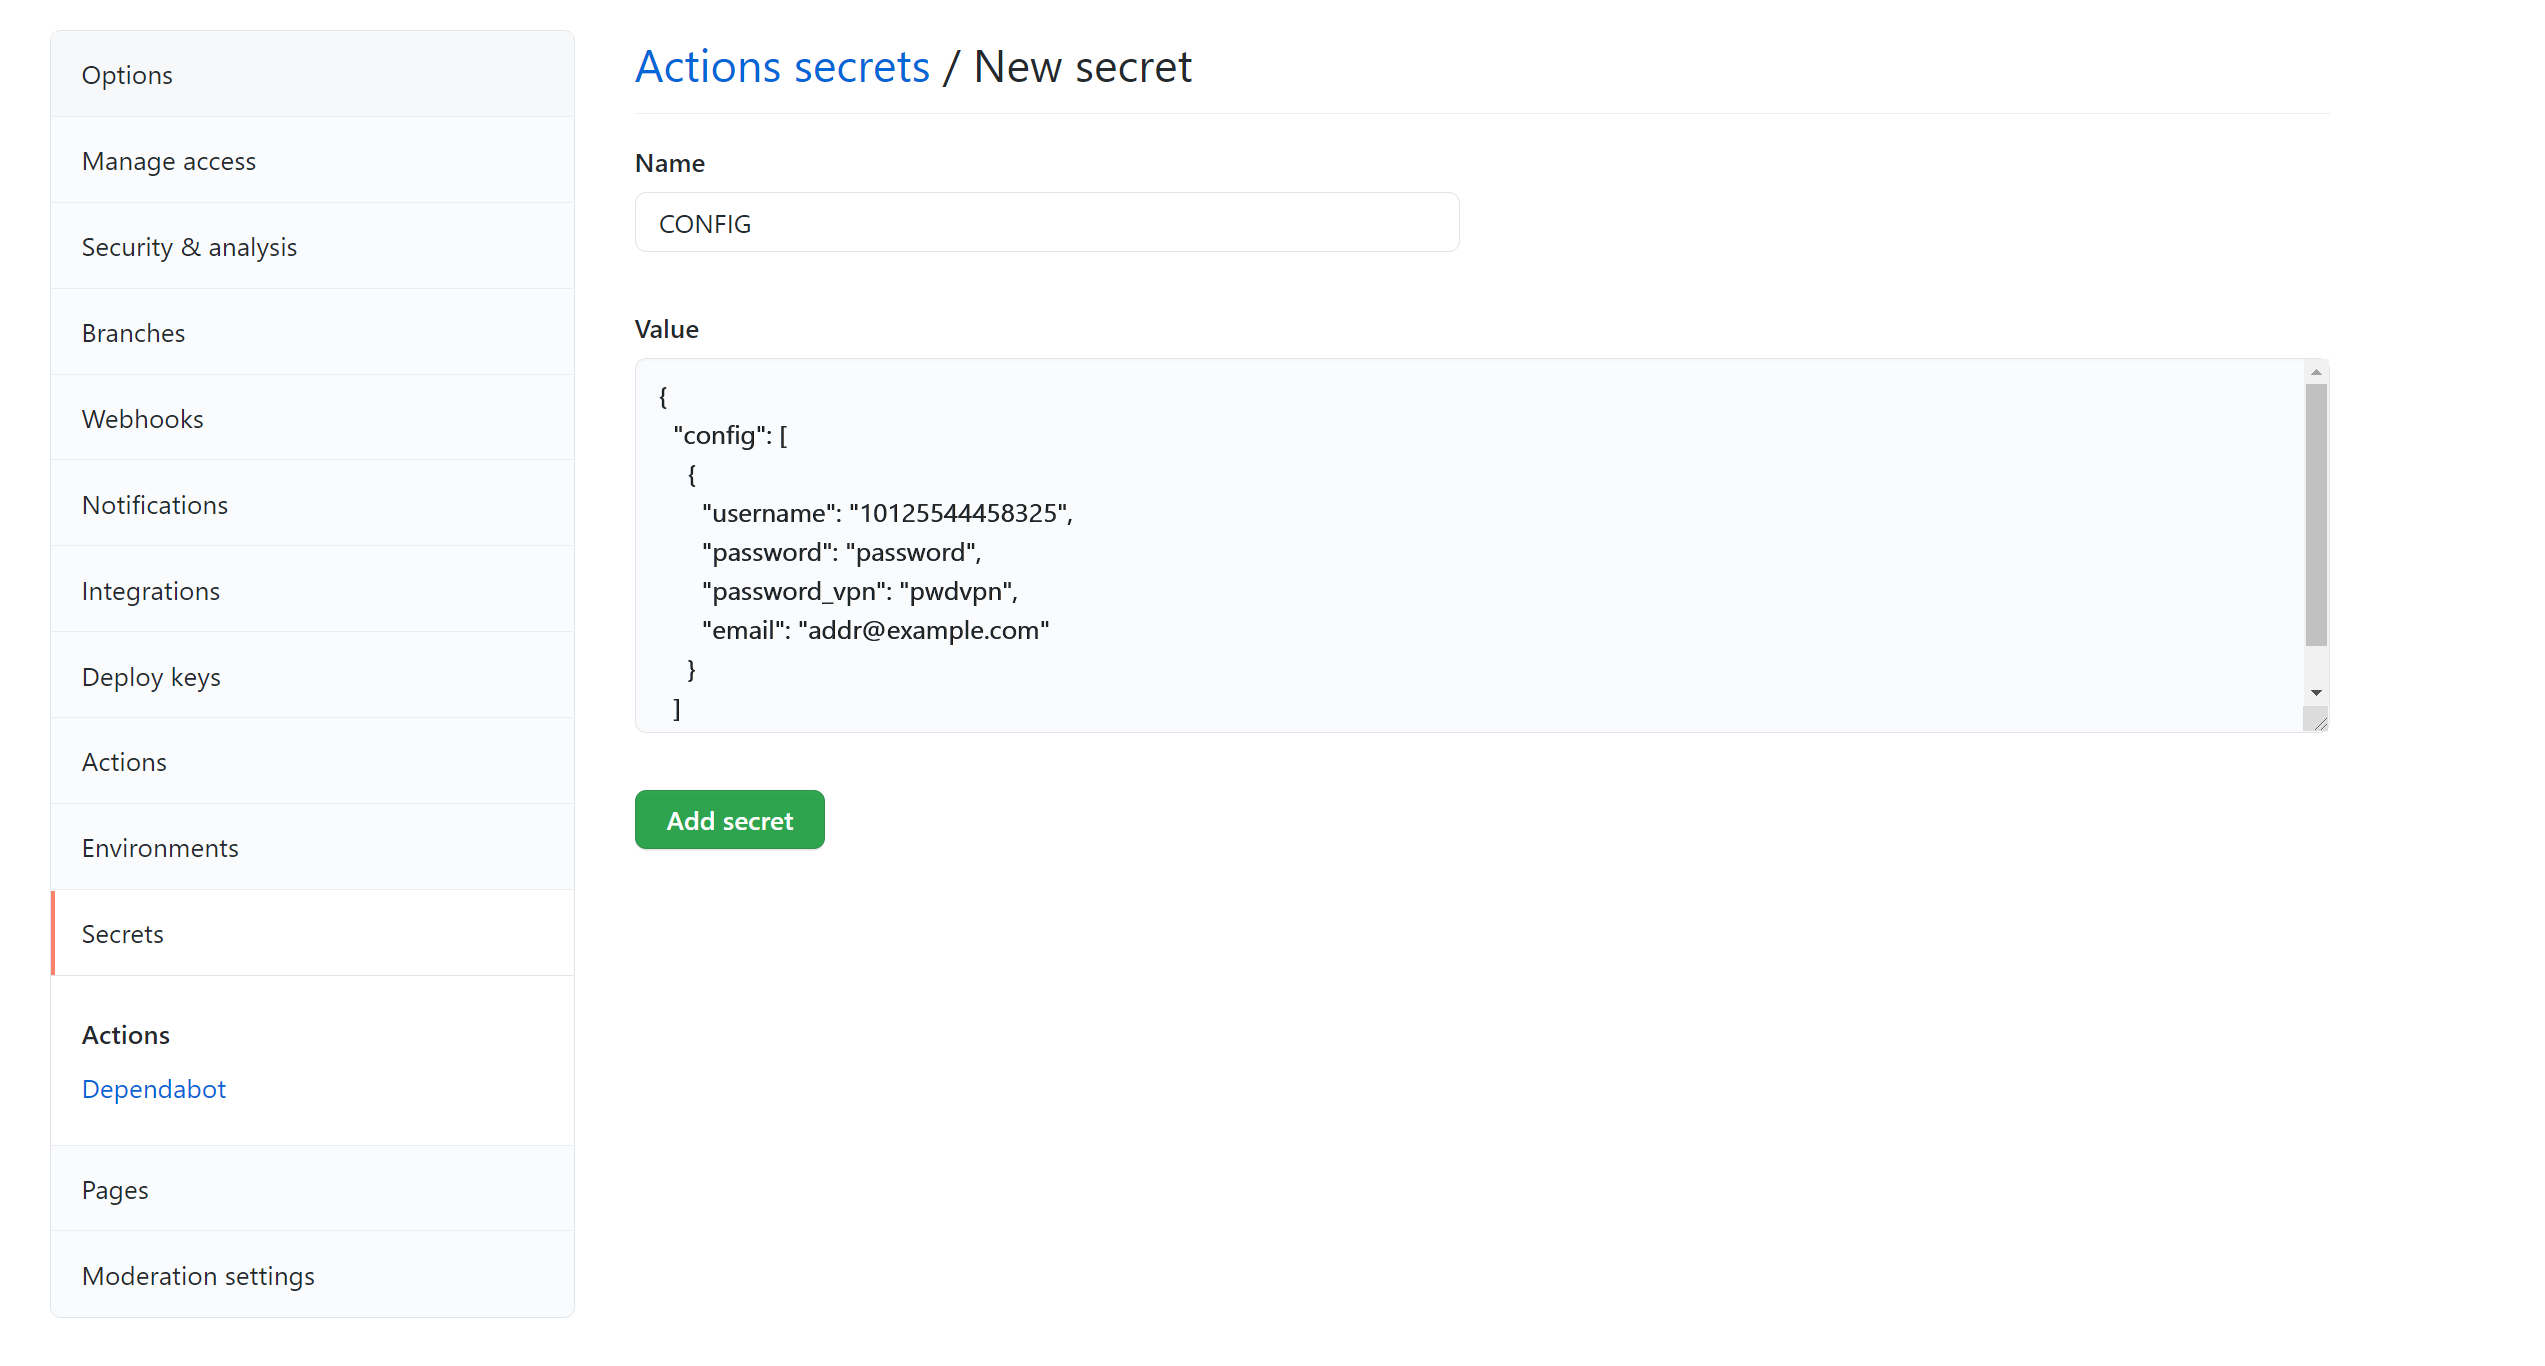 Options
Manage access
Security & analysis
Branches
Webhooks
Notifications
Integrations
Deploy keys
Actions
Environments
Secrets
Actions
Dependabot
Pages
Moderation settings
Actions secrets / New secret
Name
CONFIG
Value
{
  "config": [
    {
      "username": "10125544458325",
      "password": "password",
      "password_vpn": "pwdvpn",
      "email": "addr@example.com"
    }
  ]
Add secret